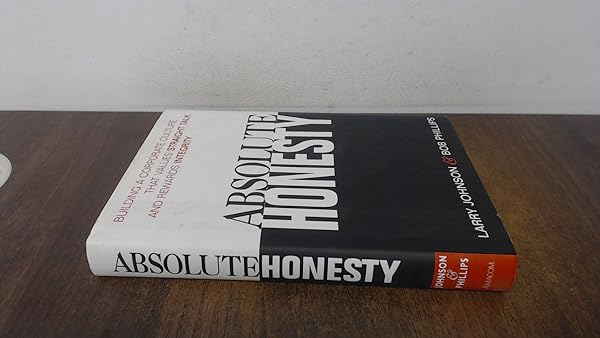 BUILDING A CORPORATE CULTURE
THAT VALUES STRAIGHT TALK
AND REWARDS INTEGRITY
ABSOLUTE
HONESTY
LARRY JOHNSON & BOB PHILLIPS
ABSOLUTE HONESTY
JOHNSON
&
PHILLIPS
AMACOM